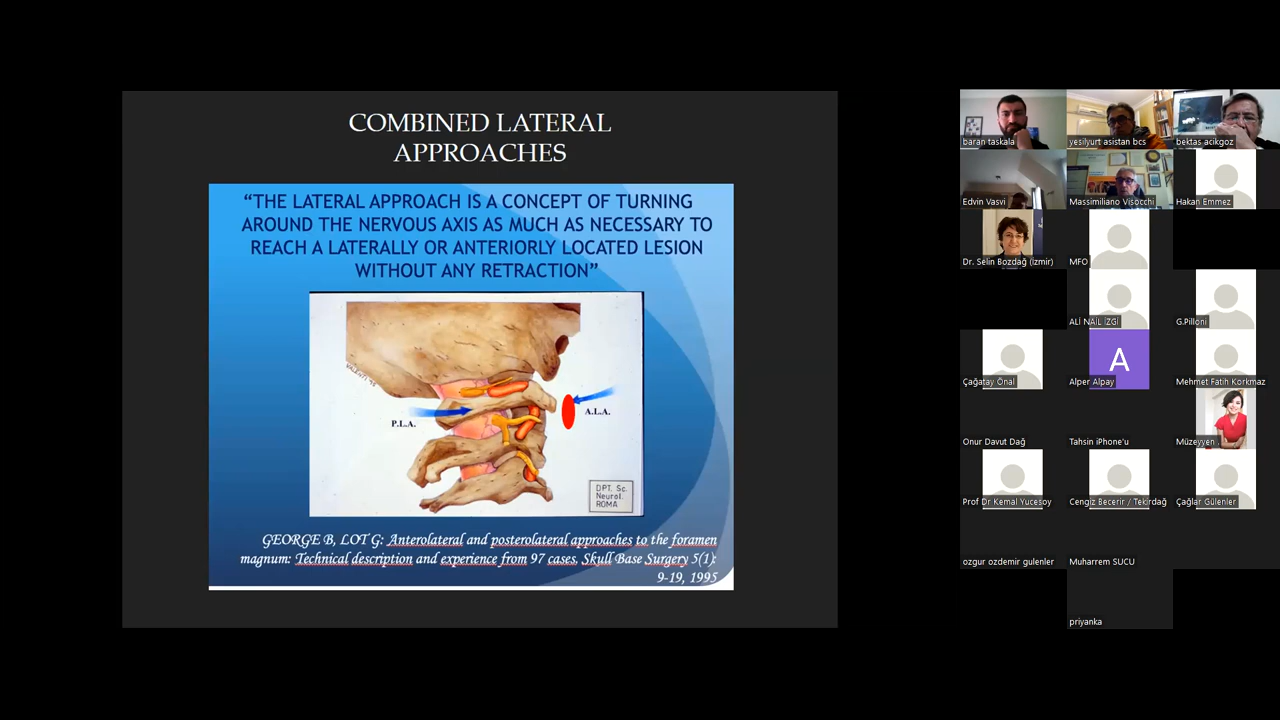 COMBINED LATERAL
APPROACHES
“THE LATERAL APPROACH IS A CONCEPT OF TURNING
AROUND THE NERVOUS AXIS AS MUCH AS NECESSARY TO
REACH A LATERALLY OR ANTERIORLY LOCATED LESION
WITHOUT ANY RETRACTION”
P.L.A.
A.L.A.
DPT. Sc.
Neurol.
ROMA
GEORGE B, LOT G: Anterolateral and posterolateral approaches to the foramen
magnum: Technical description and experience from 97 cases, Skull Base Surgery 5(1):
9-19, 1995
baran taskala
yesilyurt asistan bcs
bektas acikgoz
Edvin Vasvi
Massimiliano Visocchi
Hakan Emmez
Dr. Selin Bozdağ (İzmir)
MFO
ALİ NAİL İZGİ
G.Pilloni
A
Çağatay Önal
Alper Alpay
Mehmet Fatih Korkmaz
Onur Davut Dağ
Tahsin iPhone'u
Müzeyyen
Prof Dr Kemal Yucesoy
Cengiz Becerir / Tekirdağ
Çağlar Gülenler
ozgur ozdemir gulenler
Muharrem SUCU
priyanka